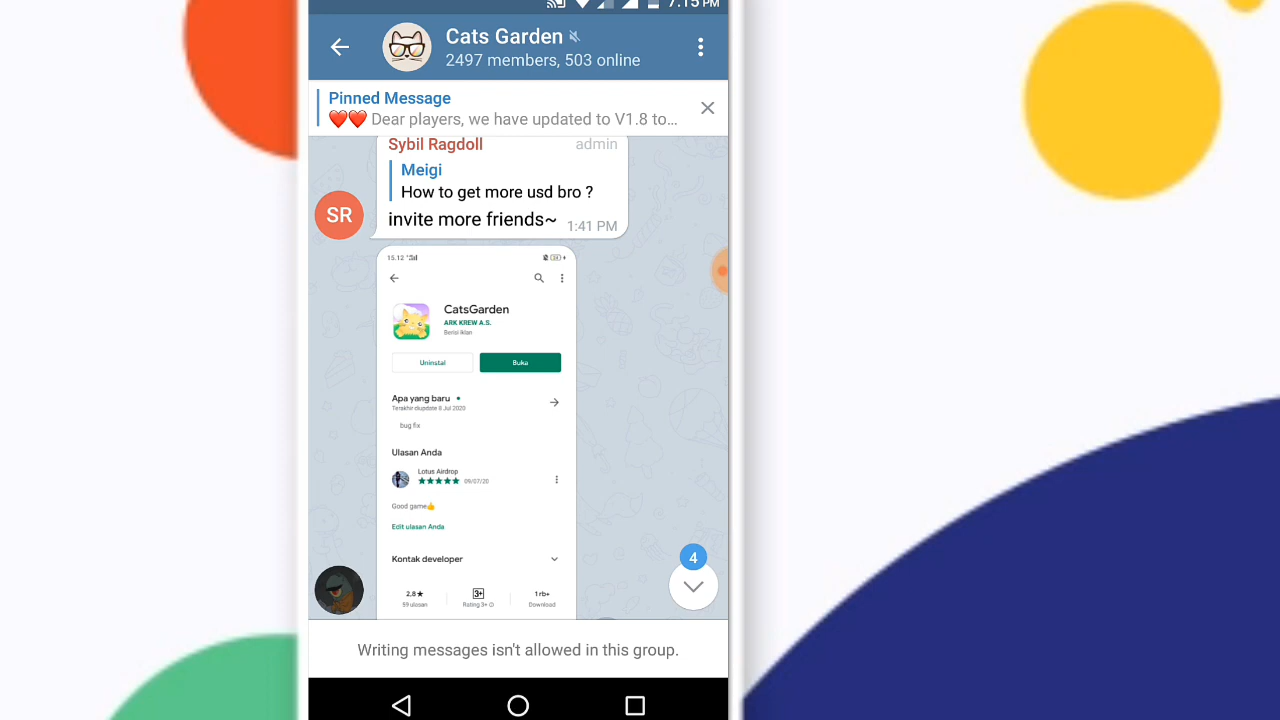 7:15 PM
Cats Garden
2497 members, 503 online
Pinned Message
❤️❤️ Dear players, we have updated to V1.8 to...
Sybil Ragdoll admin
Meigi
How to get more usd bro ?
invite more friends~ 1:41 PM
SR
15.12
CatsGarden
ARK KREW A.S.
Berisi Iklan
Uninstal Buka
Apa yang baru
Terakhir diupdate 8 Jul 2020
bug fix
Ulasan Anda
Lotus Airdrop
09/07/20
Good game👍
Edit ulasan Anda
Kontak developer
4
2,8★ 3+ 1 rb+
59 ulasan Rating 3+ Download
Writing messages isn't allowed in this group.